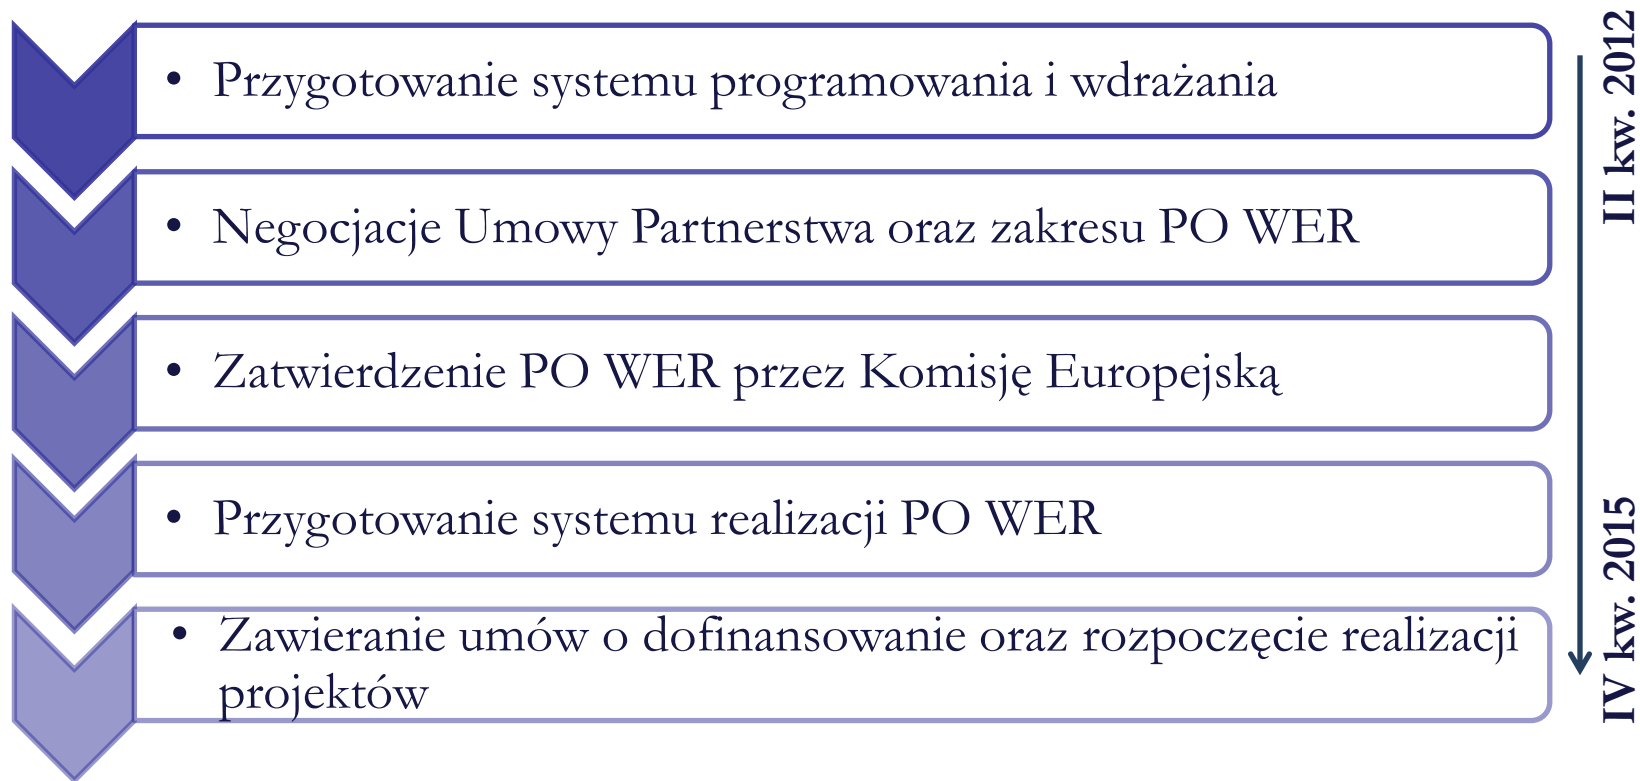 • Przygotowanie systemu programowania i wdrażania
• Negocjacje Umowy Partnerstwa oraz zakresu PO WER
• Zatwierdzenie PO WER przez Komisję Europejską
• Przygotowanie systemu realizacji PO WER
• Zawieranie umów o dofinansowanie oraz rozpoczęcie realizacji
projektów
II kw. 2012
IV kw. 2015